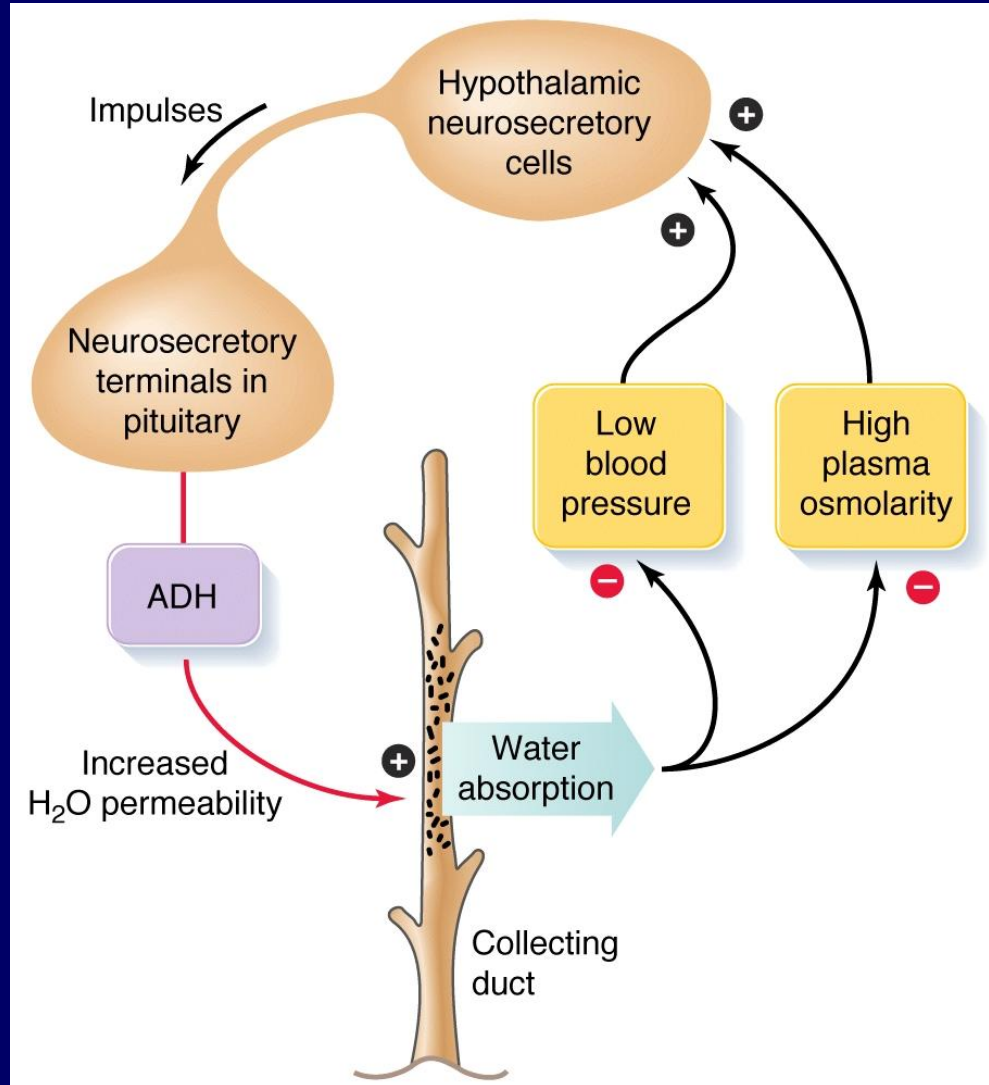 Hypothalamic
neurosecretory
cells
Impulses
+
+
Neurosecretory
terminals in
pituitary
Low
blood
pressure
High
plasma
osmolarity
−
−
ADH
+
Water
absorption
Increased
H₂O permeability
Collecting
duct